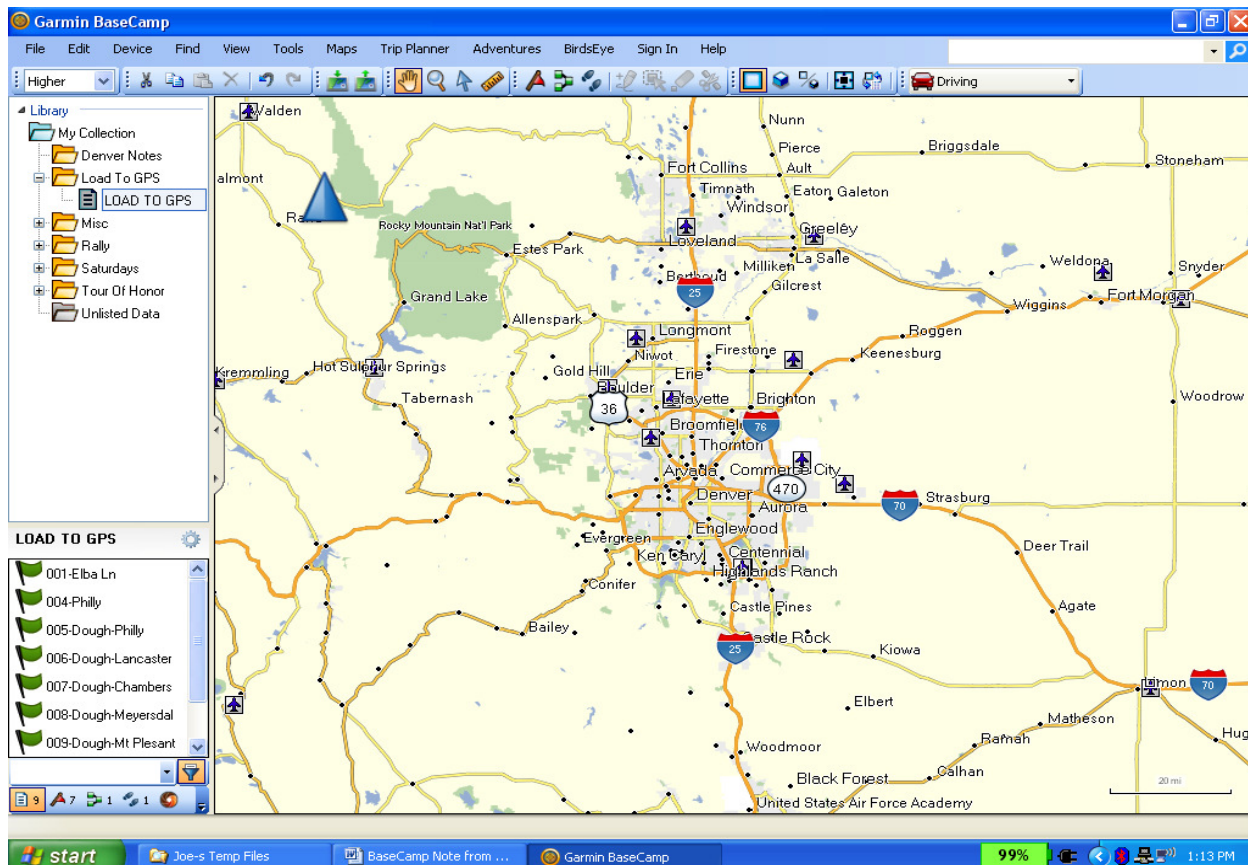 Garmin BaseCamp
File Edit Device Find View Tools Maps Trip Planner Adventures BirdsEye Sign In Help
Higher
Driving
Library
My Collection
Denver Notes
Load To GPS
LOAD TO GPS
Misc
Rally
Saturdays
Tour Of Honor
Unlisted Data
LOAD TO GPS
001-Elba Ln
004-Philly
005-Dough-Philly
006-Dough-Lancaster
007-Dough-Chambers
008-Dough-Meyersdal
009-Dough-Mt Plesant
9 7 1 1
Walden
Nunn
Pierce
Briggsdale
Fort Collins
Ault
Stoneham
almont
Timnath
Eaton Galeton
Windsor
Rocky Mountain Nat'l Park
Greeley
Loveland
Estes Park
La Salle
Milliken
Weldona
Snyder
Berthoud
Gilcrest
25
Grand Lake
Wiggins
Fort Morgan
Allenspark
Longmont
Roggen
Niwot
Firestone
Keenesburg
Kremmling
Hot Sulphur Springs
Gold Hill
Erie
Boulder
Tabernash
Lafayette
Brighton
Woodrow
36
Broomfield
76
Thornton
Arvada
Commerce City
470
Denver
Strasburg
70
Aurora
Englewood
Evergreen
Deer Trail
Ken Caryl
Centennial
Highlands Ranch
Conifer
Castle Pines
Agate
Bailey
Castle Rock
25
Kiowa
Limon
70
Elbert
Matheson
Ramah
Hug
Woodmoor
Calhan
Black Forest
20 mi
United States Air Force Academy
start
Joe-s Temp Files
BaseCamp Note from ...
Garmin BaseCamp
99%
1:13 PM